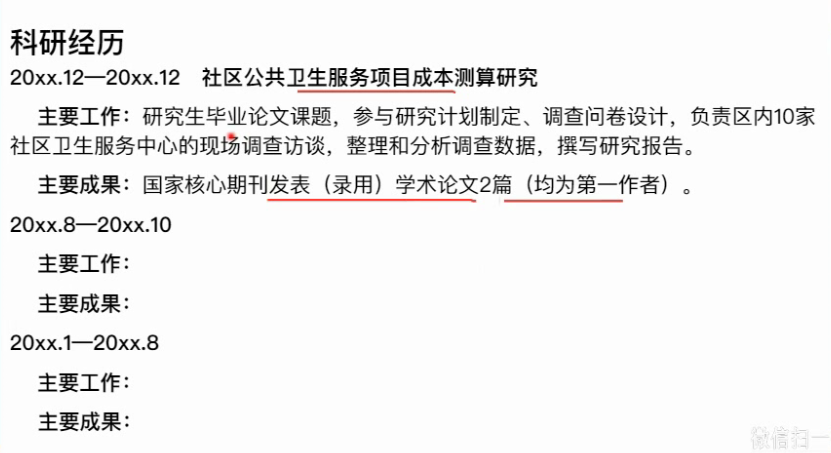 科研经历
20xx.12—20xx.12 社区公共卫生服务项目成本测算研究
主要工作：研究生毕业论文课题，参与研究计划制定、调查问卷设计，负责区内10家
社区卫生服务中心的现场调查访谈，整理和分析调查数据，撰写研究报告。
主要成果：国家核心期刊发表（录用）学术论文2篇（均为第一作者）。
20xx.8—20xx.10
主要工作：
主要成果：
20xx.1—20xx.8
主要工作：
主要成果：
微信扫一